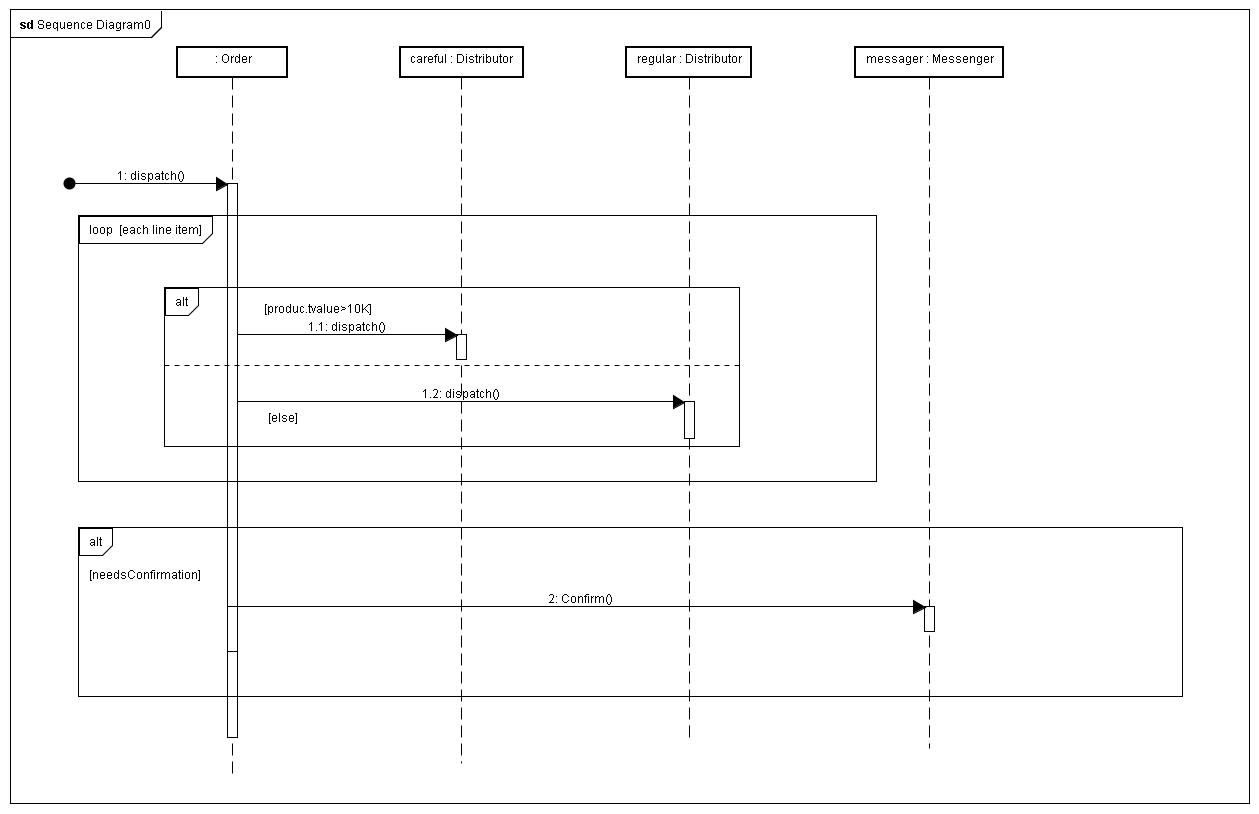 sd Sequence Diagram0
: Order
careful : Distributor
regular : Distributor
messager : Messenger
1: dispatch()
loop [each line item]
alt
[produc.tvalue>10K]
1.1: dispatch()
1.2: dispatch()
[else]
alt
[needsConfirmation]
2: Confirm()